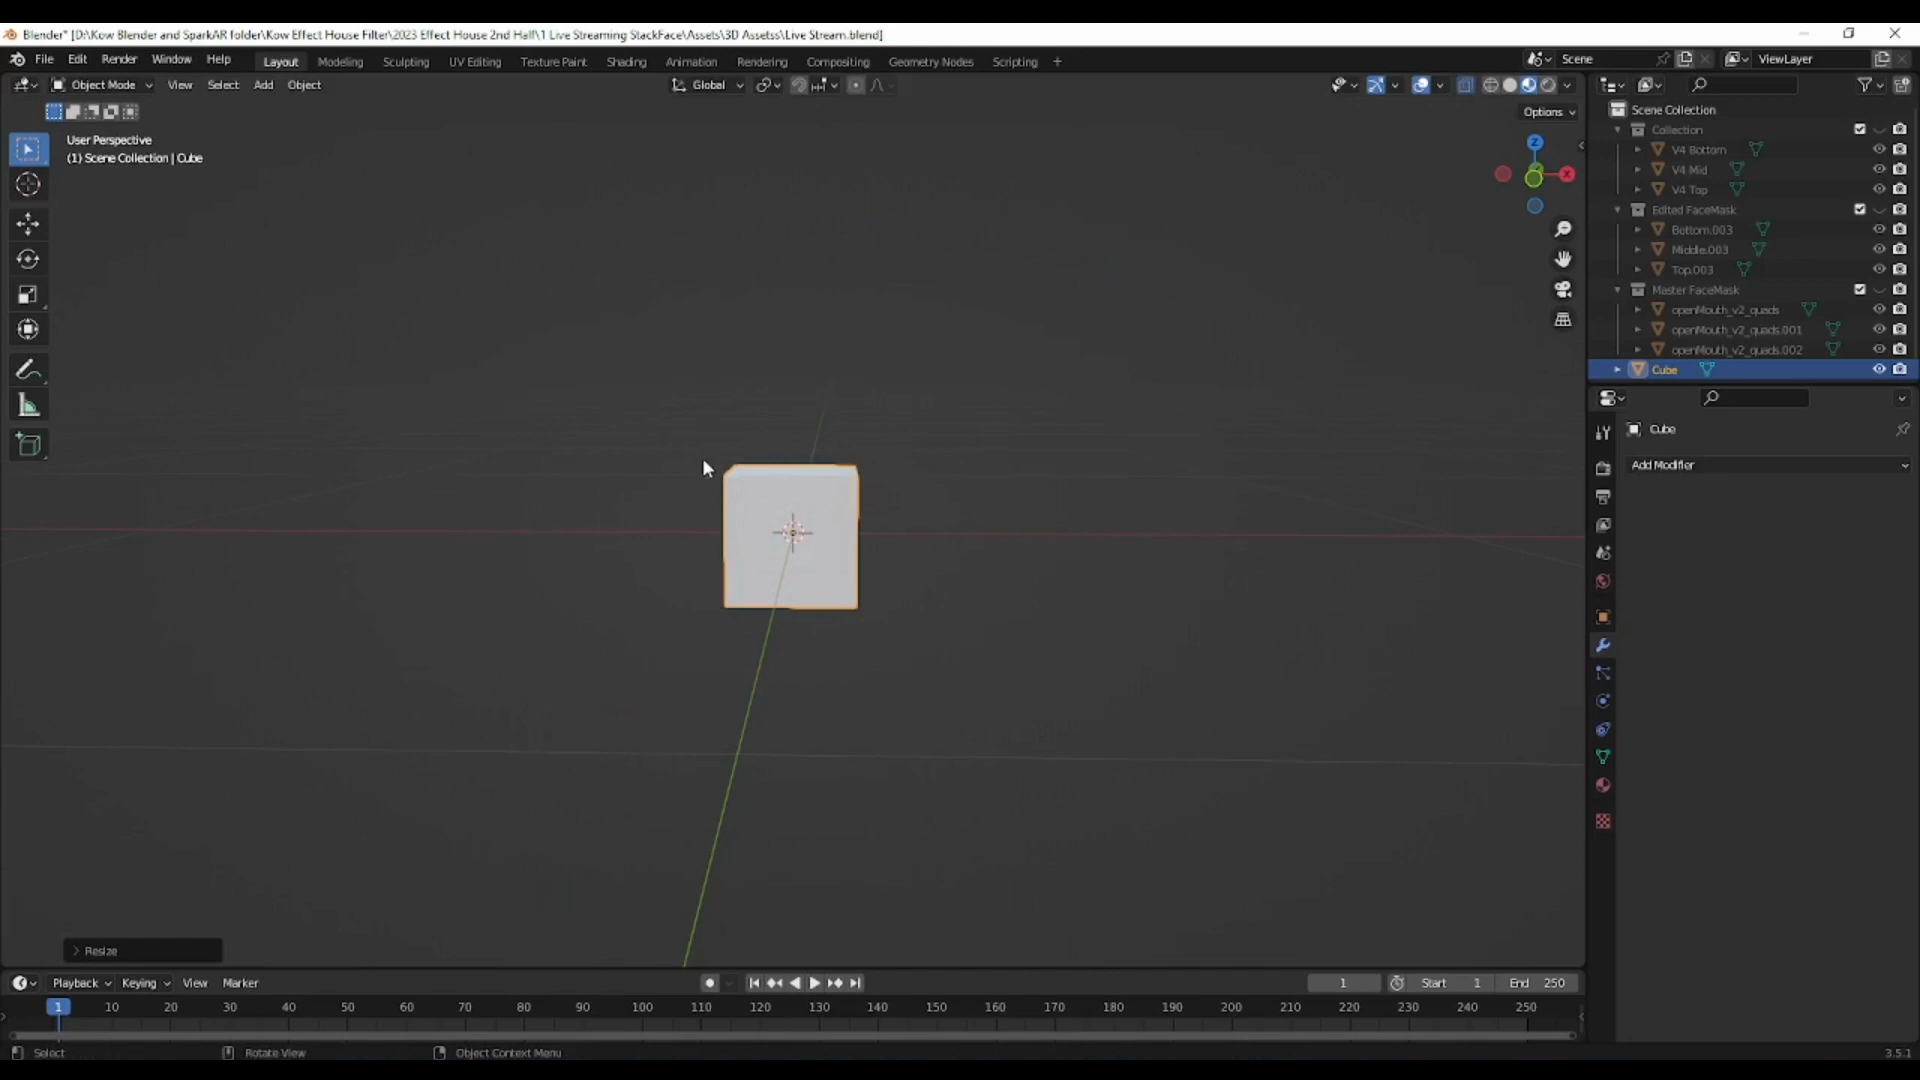 Blender* [D:\Kow Blender and SparkAR folder\Kow Effect House Filter\2023 Effect House 2nd Half\1 Live Streaming StackFace\Assets\3D Assetss\Live Stream.blend]
File Edit Render Window Help Layout Modeling Sculpting UV Editing Texture Paint Shading Animation Rendering Compositing Geometry Nodes Scripting + Scene ViewLayer
Object Mode View Select Add Object Global
Options
User Perspective
(1) Scene Collection | Cube
Z
X
Scene Collection
Collection
V4 Bottom
V4 Mid
V4 Top
Edited FaceMask
Bottom.003
Middle.003
Top.003
Master FaceMask
openMouth_v2_quads
openMouth_v2_quads.001
openMouth_v2_quads.002
Cube
Cube
Add Modifier
Resize
Playback Keying View Marker 1 Start 1 End 250
1 10 20 30 40 50 60 70 80 90 100 110 120 130 140 150 160 170 180 190 200 210 220 230 240 250
Select Rotate View Object Context Menu 3.5.1